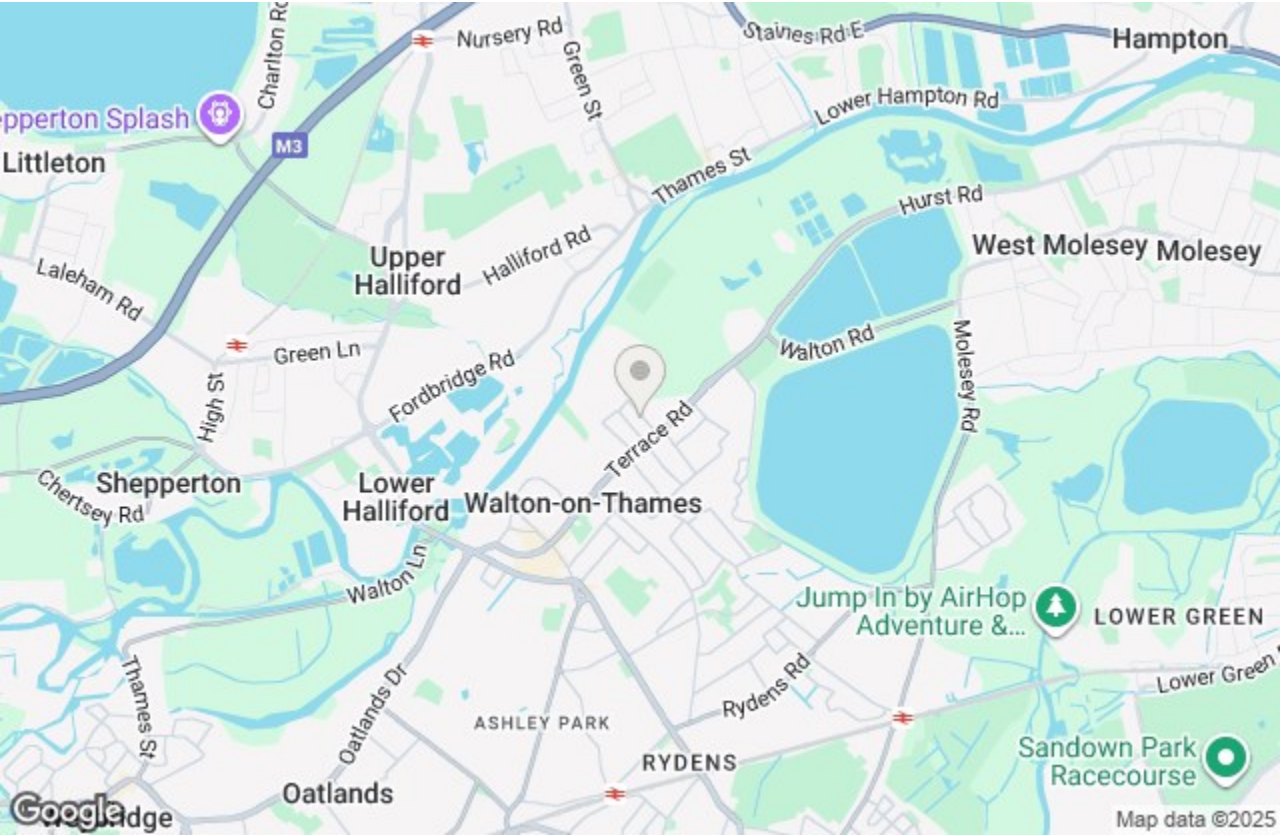 Charlton Rd
Nursery Rd
Green St
Staines Rd E
Hampton
Lower Hampton Rd
epperton Splash
M3
Littleton
Thames St
Hurst Rd
West Molesey
Molesey
Upper
Halliford
Halliford Rd
Laleham Rd
Green Ln
Walton Rd
Molesey Rd
Fordbridge Rd
High St
Terrace Rd
Shepperton
Chertsey Rd
Lower
Halliford
Walton-on-Thames
Walton Ln
Jump In by AirHop
Adventure &...
LOWER GREEN
Thames St
Oatlands Dr
Rydens Rd
Lower Green
ASHLEY PARK
RYDENS
Sandown Park
Racecourse
Oatlands
Google
bridge
Map data ©2025